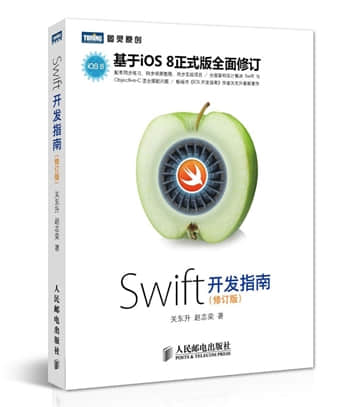 TURING 图灵原创
iOS 8
基于iOS 8正式版全面修订
Swift 开发指南
(修订版)
关东升 赵志荣 著
人民邮电出版社
POSTS & TELECOM PRESS
Swift 开发指南(修订版)
关东升 赵志荣 著
人民邮电出版社